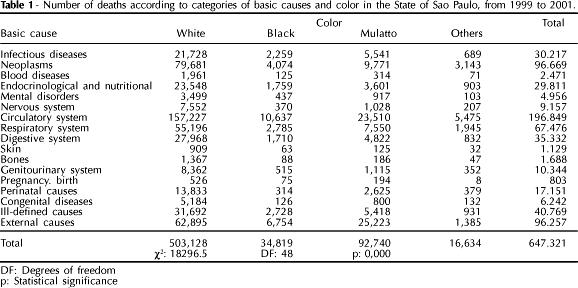 Table 1 - Number of deaths according to categories of basic causes and color in the State of Sao Paulo, from 1999 to 2001.
Color
Basic cause White Black Mulatto Others Total
Infectious diseases 21,728 2,259 5,541 689 30.217
Neoplasms 79,681 4,074 9,771 3,143 96.669
Blood diseases 1,961 125 314 71 2.471
Endocrinological and nutritional 23,548 1,759 3,601 903 29.811
Mental disorders 3,499 437 917 103 4.956
Nervous system 7,552 370 1,028 207 9.157
Circulatory system 157,227 10,637 23,510 5,475 196.849
Respiratory system 55,196 2,785 7,550 1,945 67.476
Digestive system 27,968 1,710 4,822 832 35.332
Skin 909 63 125 32 1.129
Bones 1,367 88 186 47 1.688
Genitourinary system 8,362 515 1,115 352 10.344
Pregnancy. birth 526 75 194 8 803
Perinatal causes 13,833 314 2,625 379 17.151
Congenital diseases 5,184 126 800 132 6.242
Ill-defined causes 31,692 2,728 5,418 931 40.769
External causes 62,895 6,754 25,223 1,385 96.257
Total 503,128 34,819 92,740 16,634 647.321
χ²: 18296.5 DF: 48 p: 0,000
DF: Degrees of freedom
p: Statistical significance